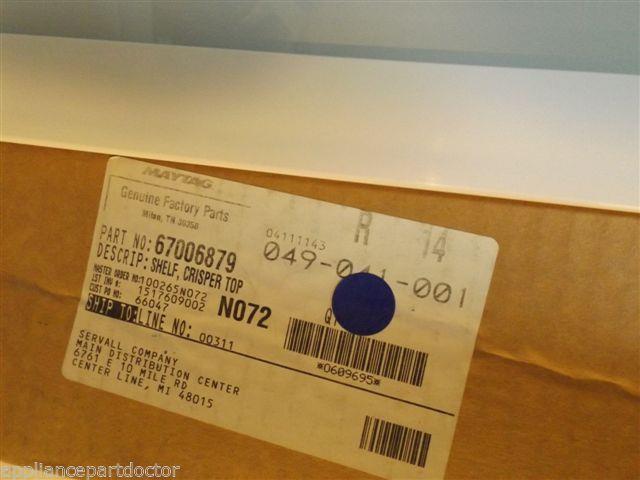 MAYTAG
Genuine Factory Parts
Milan, TN 38358
R 14
04111143
049-041-001
PART NO: 67006879
DESCRIP: SHELF, CRISPER TOP
MASTER ORDER NO: 100265N072
1ST INV #: 1517609002
CUST PO NO: 66047
N072
SHIP TO: LINE NO: 00311
*0609695*
SERVALL COMPANY
MAIN DISTRIBUTION CENTER
6761 E 10 MILE RD
CENTER LINE, MI 48015
appliancepartdoctor